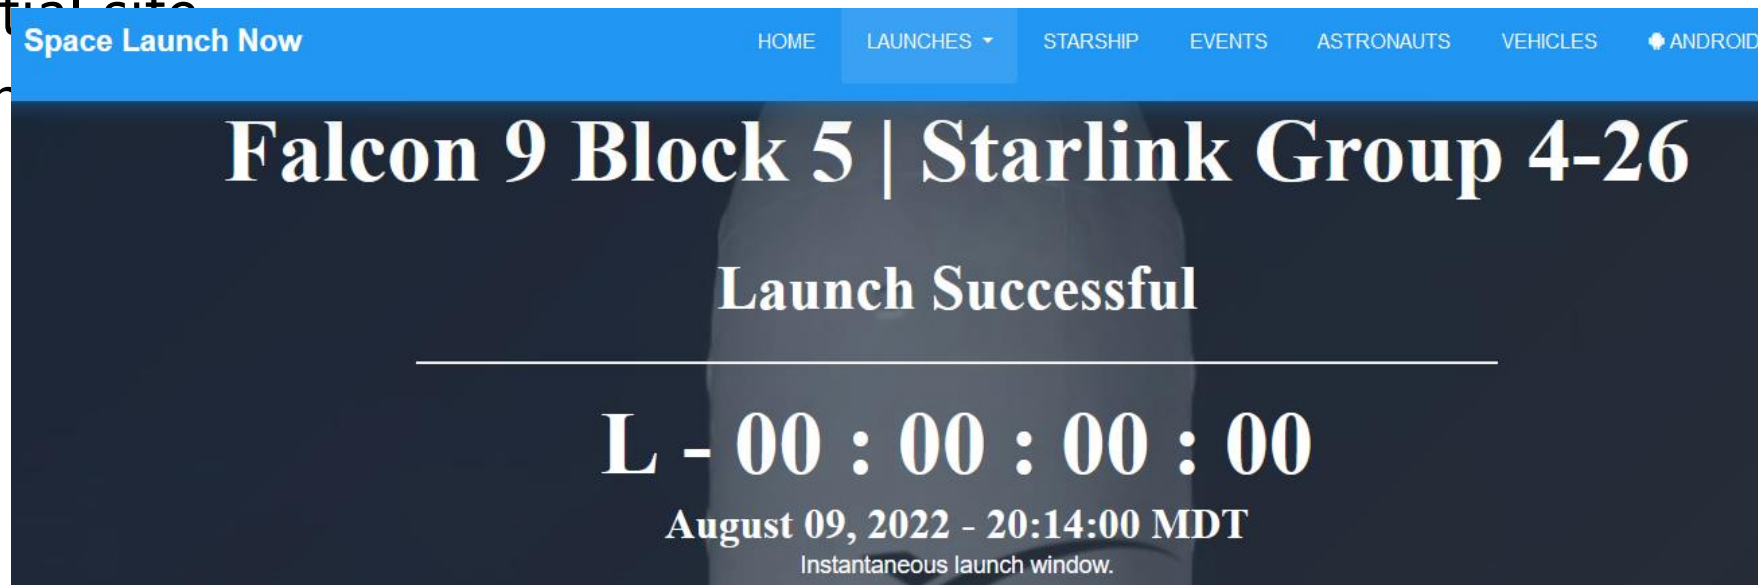 Space Launch Now HOME LAUNCHES STARSHIP EVENTS ASTRONAUTS VEHICLES ANDROID
Falcon 9 Block 5 | Starlink Group 4-26
Launch Successful
L - 00 : 00 : 00 : 00
August 09, 2022 - 20:14:00 MDT
Instantaneous launch window.